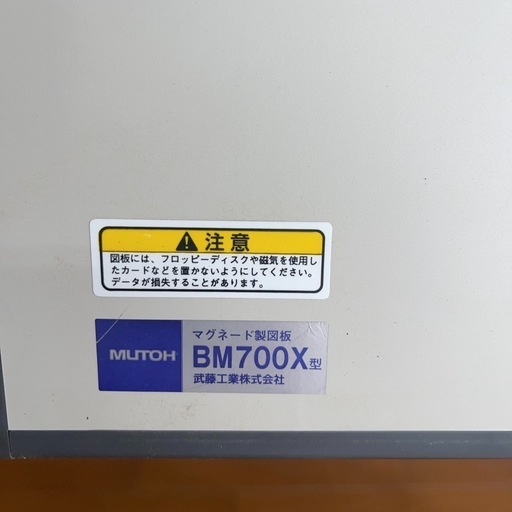 注意
図板には、フロッピーディスクや磁気を使用し
たカードなどを置かないようにしてください。
データが損失することがあります。
MUTOH
マグネード製図板
BM700X型
武藤工業株式会社